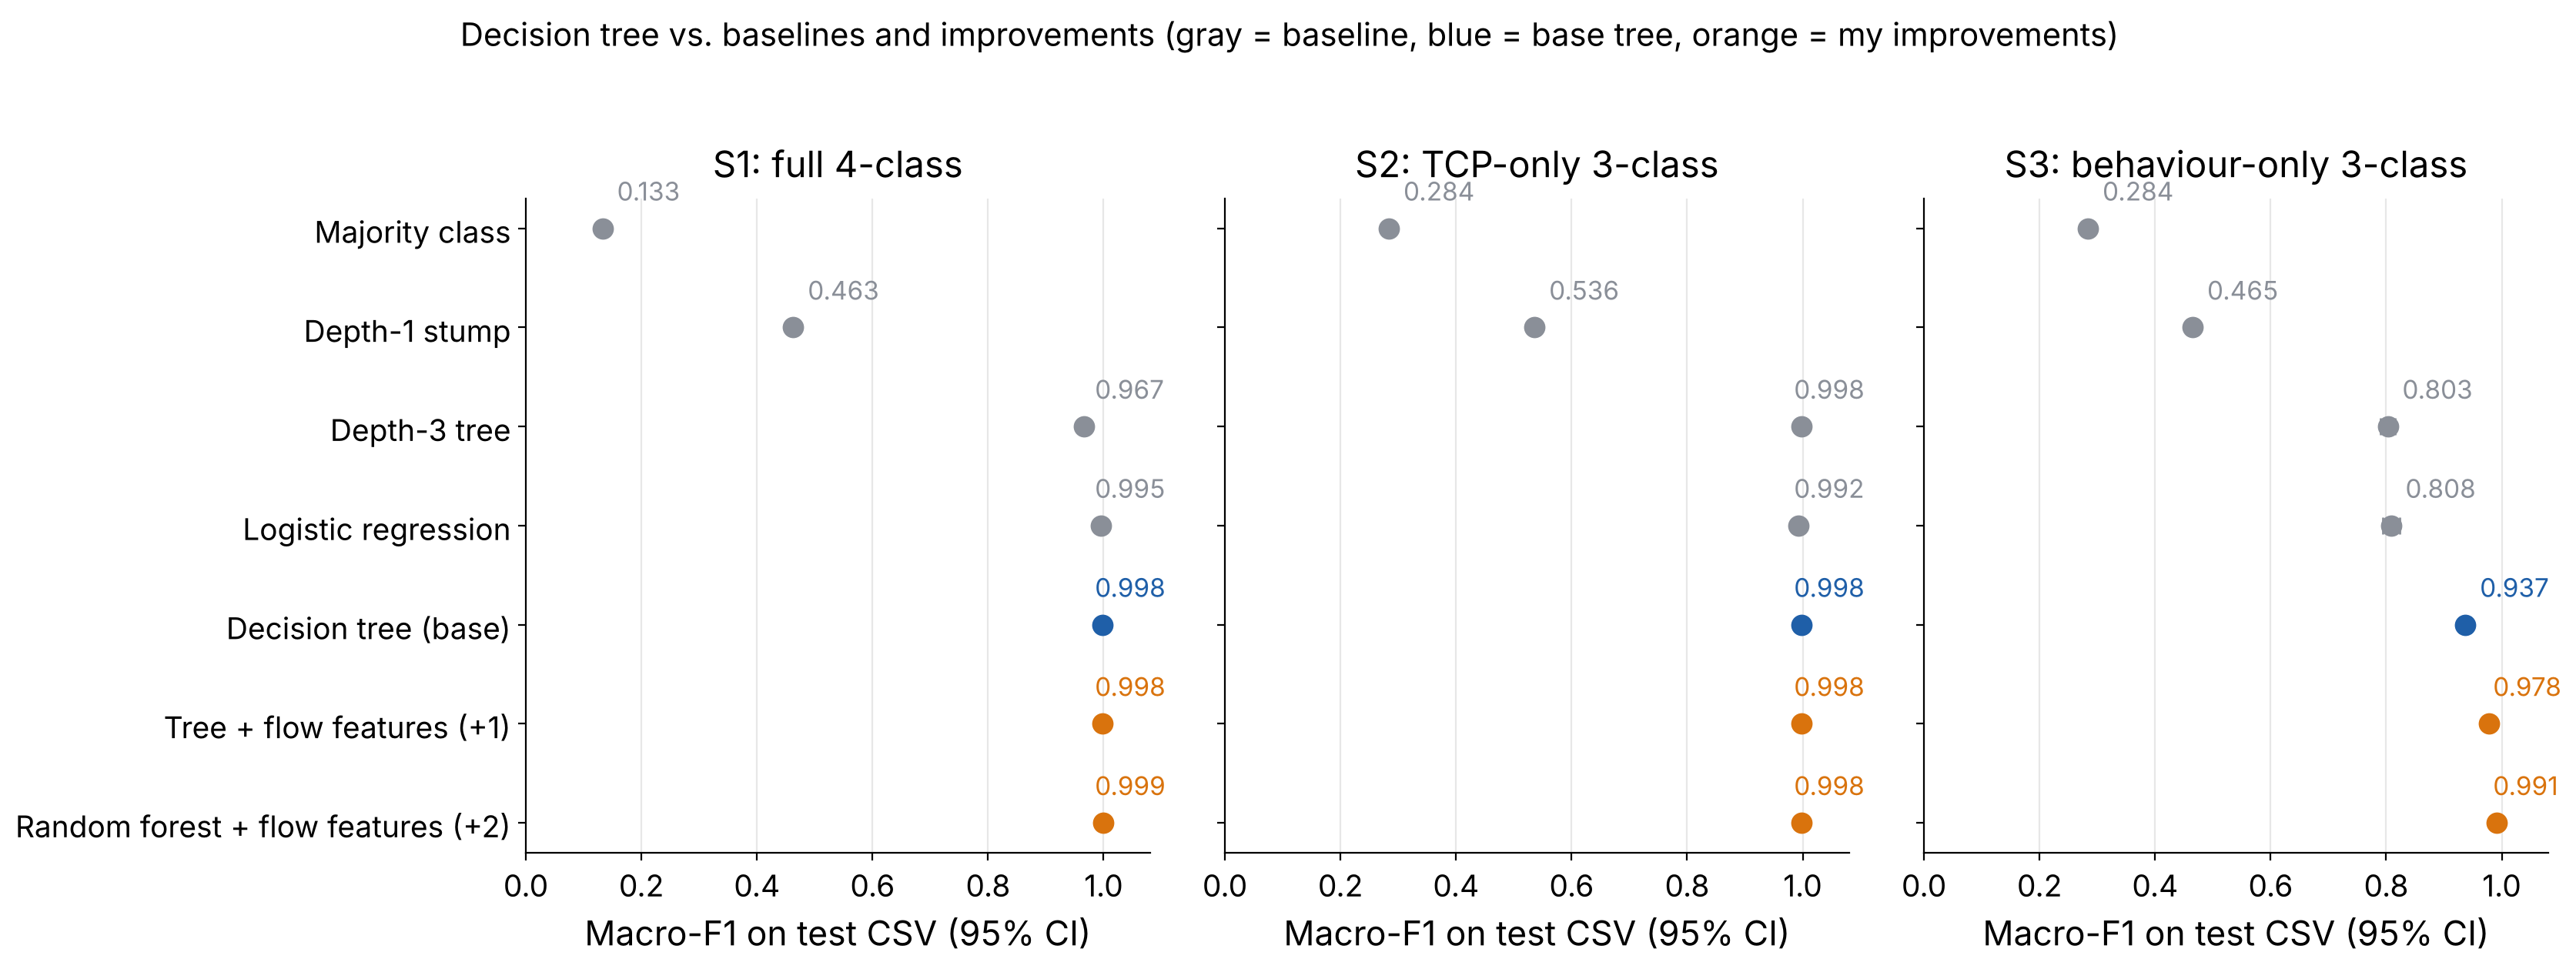 Decision tree vs. baselines and improvements (gray = baseline, blue = base tree, orange = my improvements)
S1: full 4-class
S2: TCP-only 3-class
S3: behaviour-only 3-class
Majority class
0.133
0.284
0.284
Depth-1 stump
0.463
0.536
0.465
Depth-3 tree
0.967
0.998
0.803
Logistic regression
0.995
0.992
0.808
Decision tree (base)
0.998
0.998
0.937
Tree + flow features (+1)
0.998
0.998
0.978
Random forest + flow features (+2)
0.999
0.998
0.991
0.0 0.2 0.4 0.6 0.8 1.0
0.0 0.2 0.4 0.6 0.8 1.0
0.0 0.2 0.4 0.6 0.8 1.0
Macro-F1 on test CSV (95% CI)
Macro-F1 on test CSV (95% CI)
Macro-F1 on test CSV (95% CI)